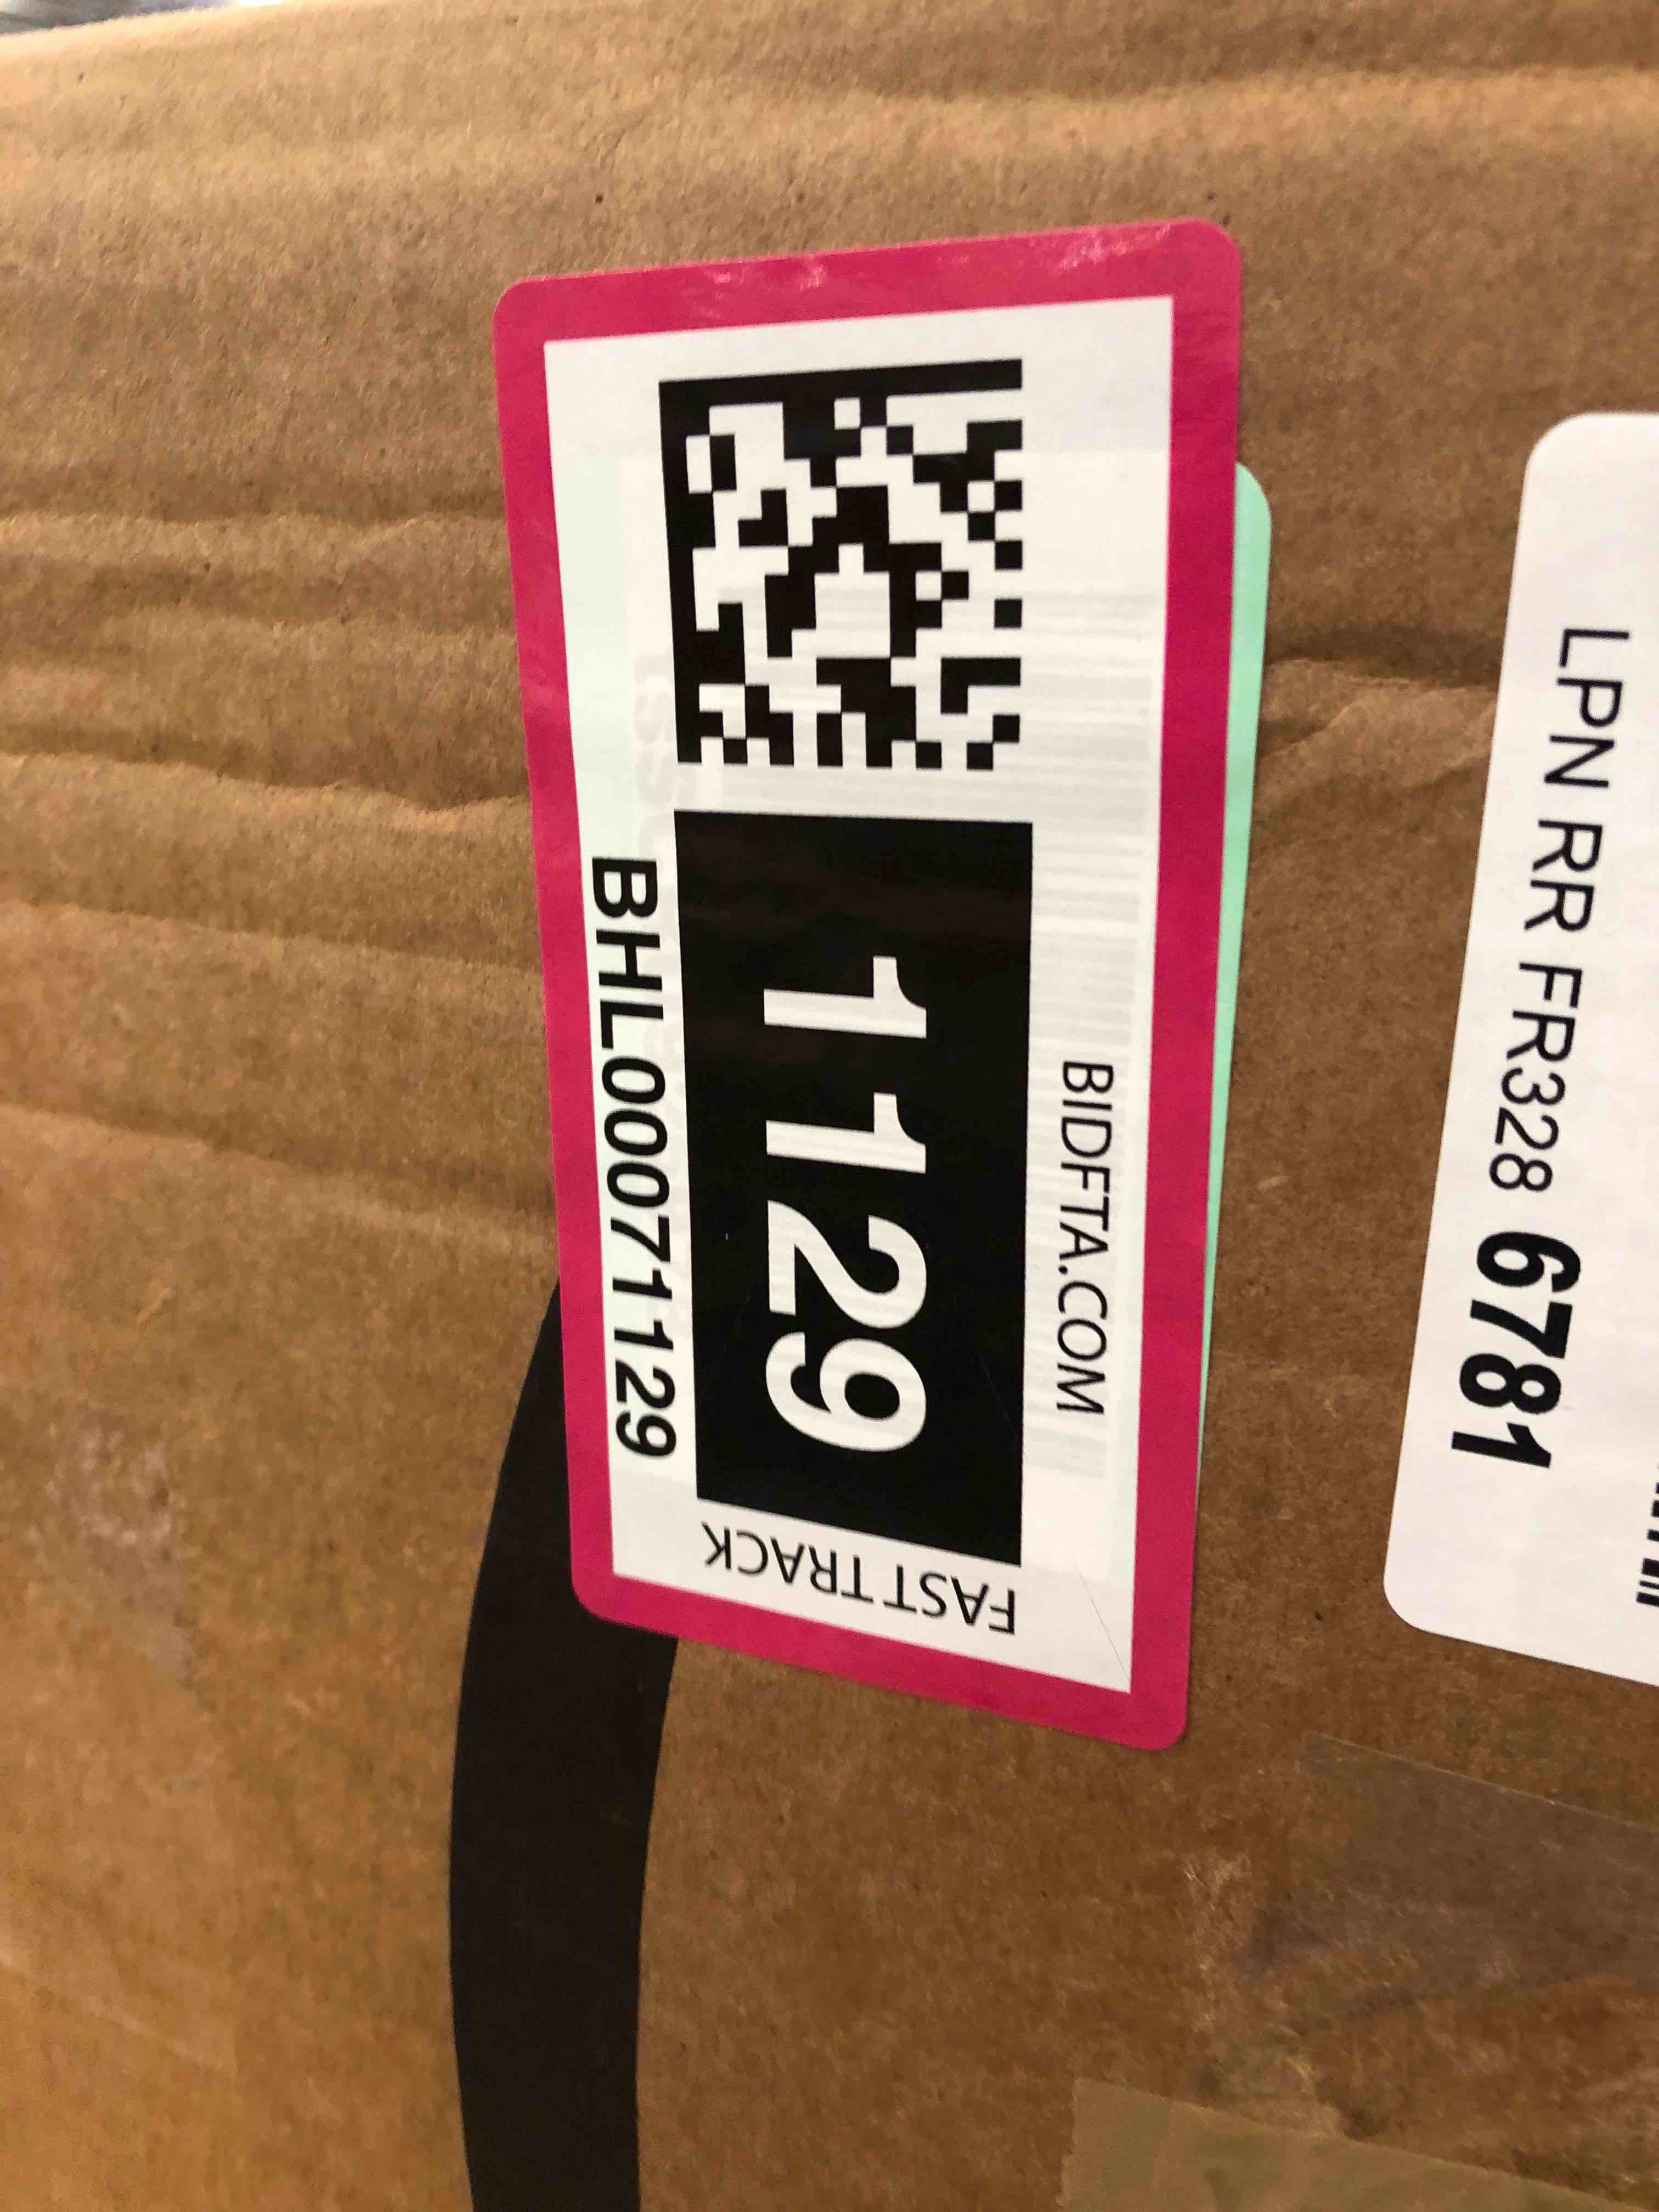 BIDFTA.COM
1129
BHL00071129
FAST TRACK
LPN RR FR328 6781